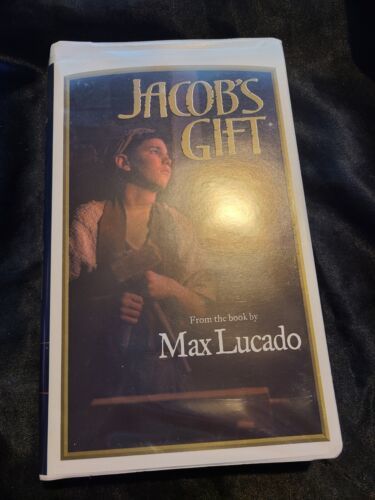 JACOB'S
GIFT
From the book by
Max Lucado